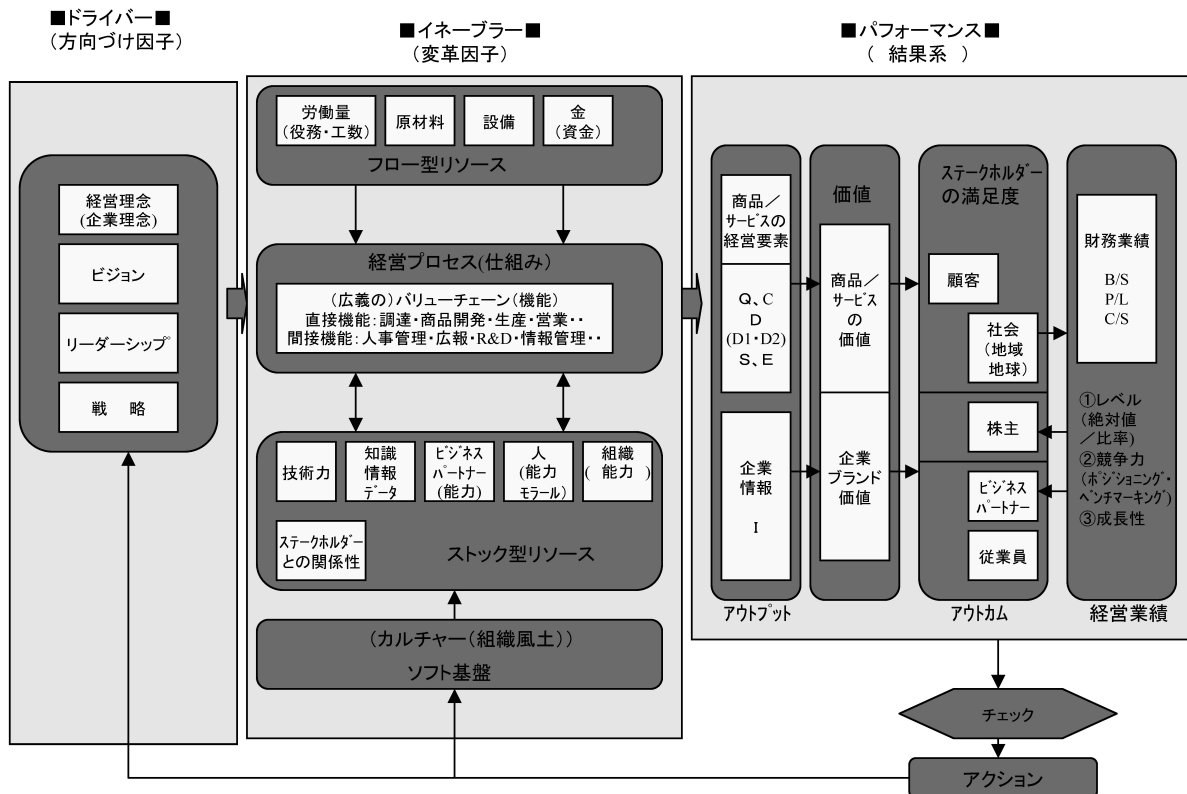 ■ドライバー■
(方向づけ因子)
経営理念
(企業理念)
ビジョン
リーダーシップ
戦 略
■イネーブラー■
(変革因子)
労働量
(役務・工数)
原材料
設備
金
(資金)
フロー型リソース
経営プロセス(仕組み)
(広義の)バリューチェーン(機能)
直接機能:調達・商品開発・生産・営業・・
間接機能:人事管理・広報・R&D・情報管理・・
技術力
知識
情報
データ
ビジネス
パートナー
(能力)
人
(能力
モラール)
組織
( 能力 )
ステークホルダー
との関係性
ストック型リソース
(カルチャー(組織風土))
ソフト基盤
■パフォーマンス■
( 結果系 )
商品/
サービスの
経営要素
Q、C
D
(D1・D2)
S、E
企業
情報
I
アウトプット
価値
商品/
サービス
の
価値
企業
ブランド
価値
ステークホルダー
の満足度
顧客
社会
(地域
地球)
株主
ビジネス
パートナー
従業員
アウトカム
財務業績
B/S
P/L
C/S
①レベル
(絶対値
/比率)
②競争力
(ポジショニング・
ベンチマーキング)
③成長性
経営業績
チェック
アクション